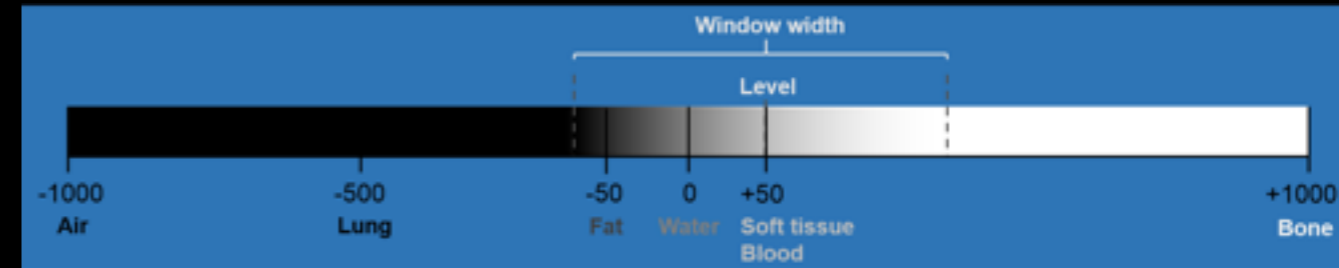 Window width
Level
-1000 -500 -50 0 +50 +1000
Air Lung Fat Water Soft tissue Bone
Blood